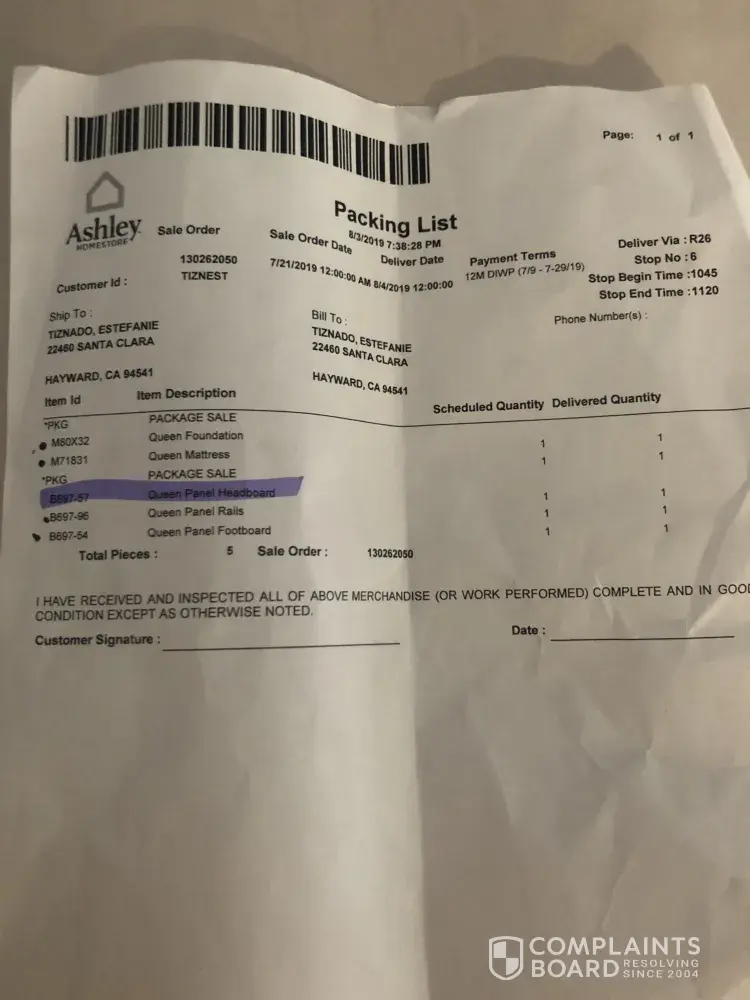 Page: 1 of 1
Ashley
HOMESTORE
Packing List
8/3/2019 7:38:28 PM
Sale Order
130262050
Sale Order Date
7/21/2019 12:00:00 AM
Deliver Date
8/4/2019 12:00:00
Payment Terms
12M DIWP (7/9 - 7-29/19)
Deliver Via : R26
Stop No : 6
Stop Begin Time :1045
Stop End Time :1120
Customer Id : TIZNEST
Phone Number(s) :
Ship To :
TIZNADO, ESTEFANIE
22460 SANTA CLARA
HAYWARD, CA 94541
Bill To :
TIZNADO, ESTEFANIE
22460 SANTA CLARA
HAYWARD, CA 94541
Item Id Item Description Scheduled Quantity Delivered Quantity
*PKG PACKAGE SALE
M80X32 Queen Foundation 1 1
M71831 Queen Mattress 1 1
*PKG PACKAGE SALE
B697-57 Queen Panel Headboard 1 1
B697-96 Queen Panel Rails 1 1
B697-54 Queen Panel Footboard 1 1
Total Pieces : 5 Sale Order : 130262050
I HAVE RECEIVED AND INSPECTED ALL OF ABOVE MERCHANDISE (OR WORK PERFORMED) COMPLETE AND IN GOOD
CONDITION EXCEPT AS OTHERWISE NOTED.
Customer Signature :
Date :
COMPLAINTS
BOARD RESOLVING
SINCE 2004